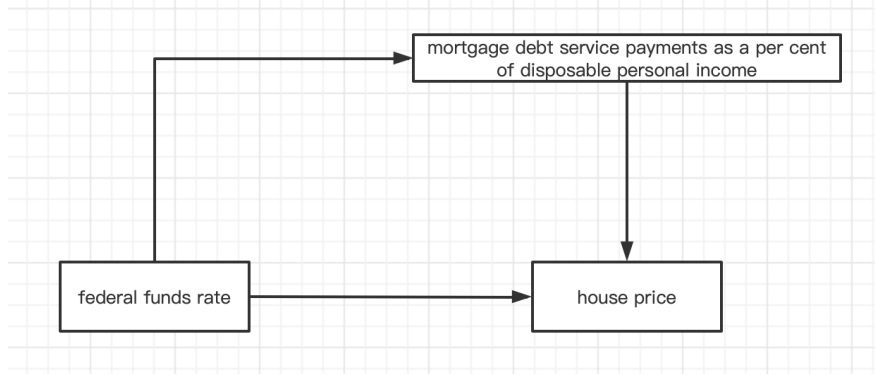 mortgage debt service payments as a per cent
of disposable personal income
federal funds rate
house price